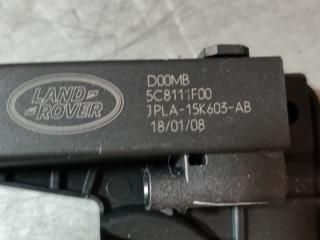 LAND
ROVER
D00MB
5C8111F00
JPLA-15K603-AB
18/01/08